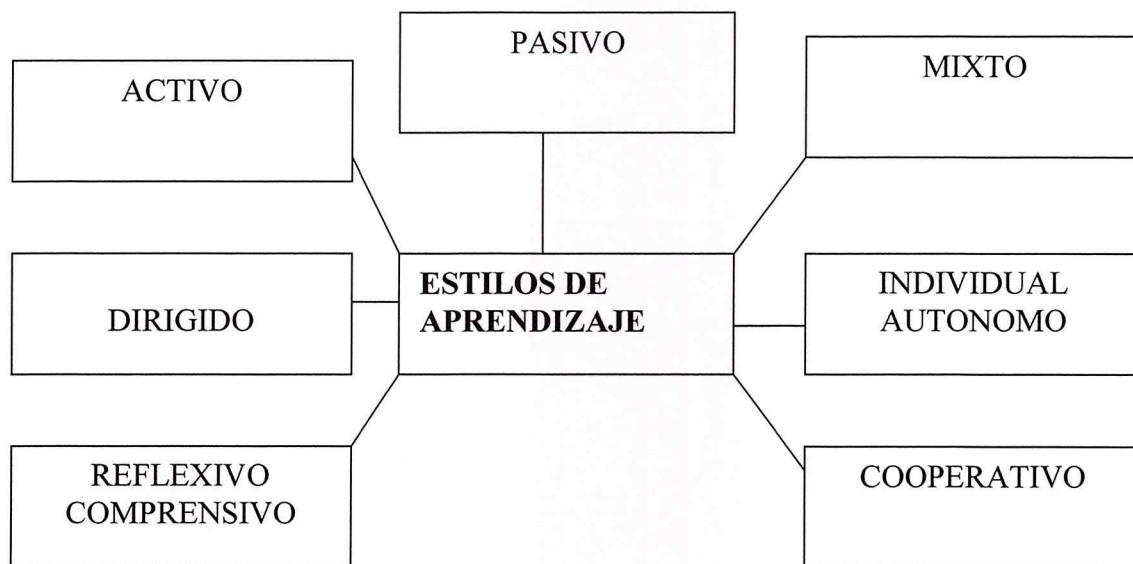 PASIVO
ACTIVO
MIXTO
ESTILOS DE
APRENDIZAJE
DIRIGIDO
INDIVIDUAL
AUTONOMO
REFLEXIVO
COMPRENSIVO
COOPERATIVO